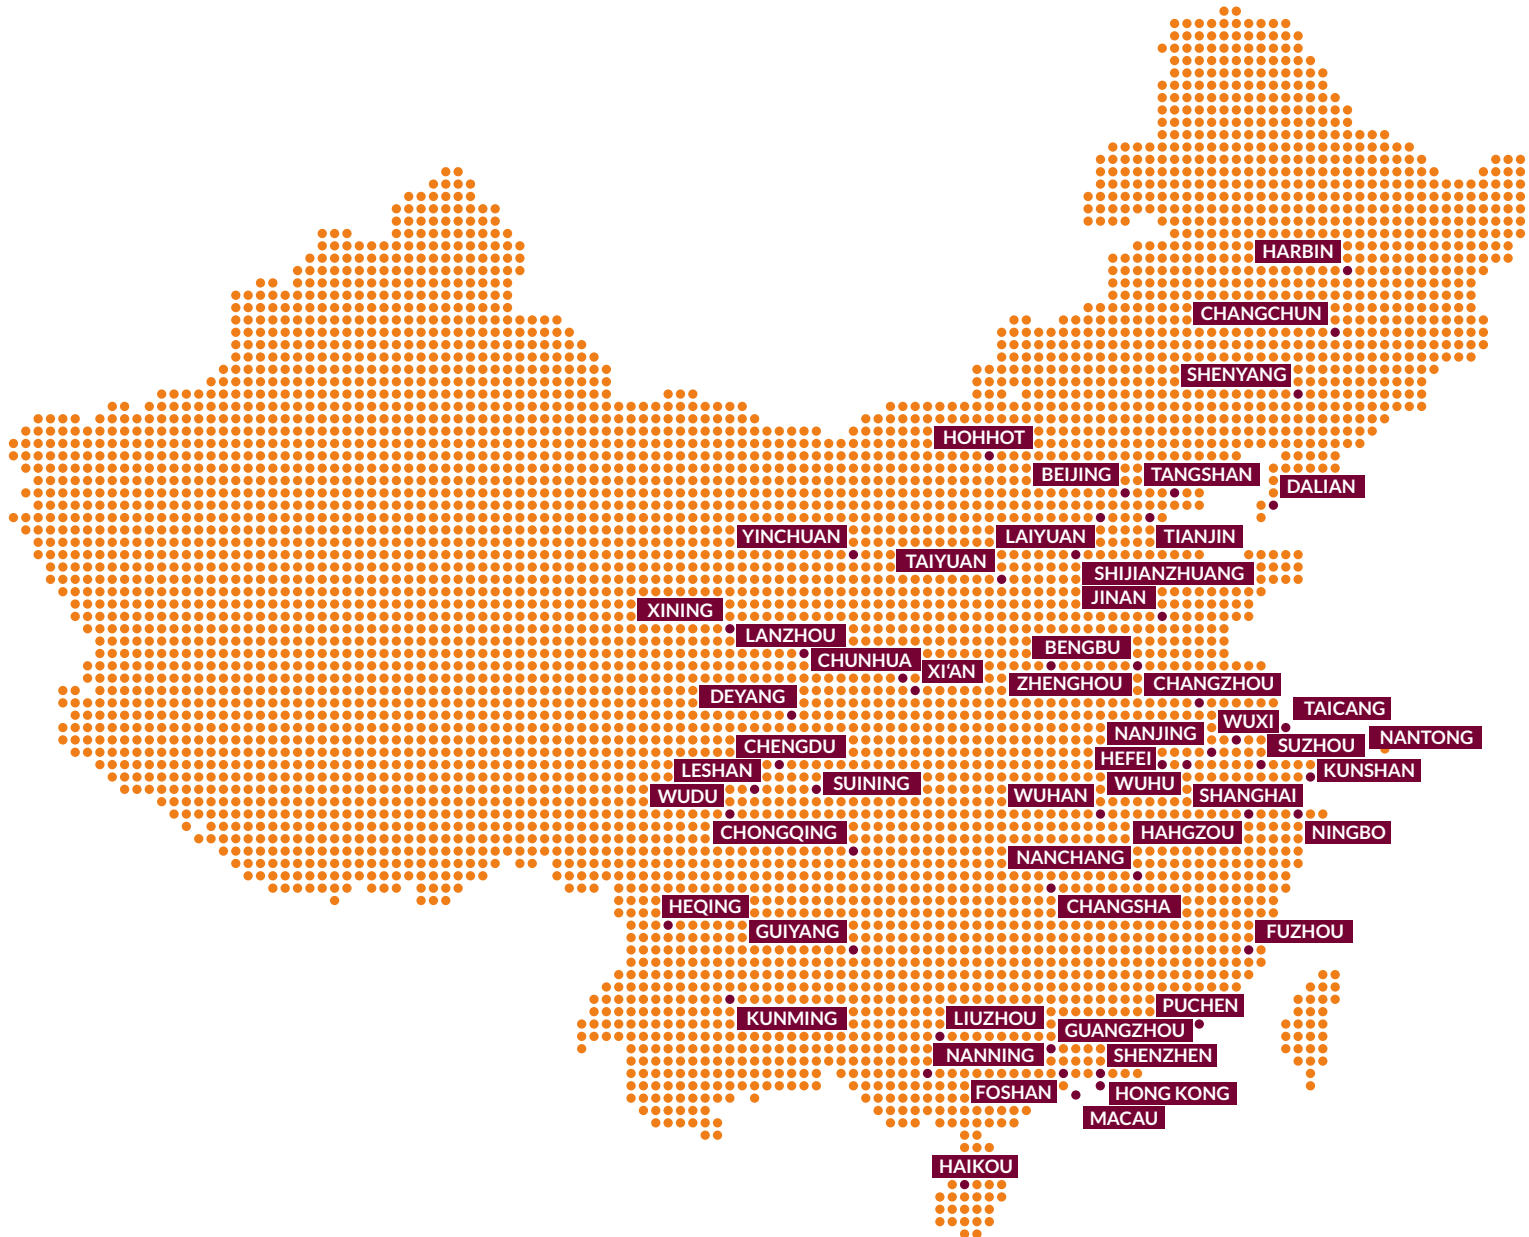 HARBIN
CHANGCHUN
SHENYANG
HOHHOT
BEIJING
TANGSHAN
DALIAN
YINCHUAN
LAIYUAN
TIANJIN
TAIYUAN
SHIJIANZHUANG
JINAN
XINING
LANZHOU
BENGBU
CHUNHUA
XI‘AN
ZHENGHOU
CHANGZHOU
DEYANG
TAICANG
WUXI
NANJING
NANTONG
CHENGDU
SUZHOU
HEFEI
LESHAN
KUNSHAN
SUINING
WUHU
WUDU
WUHAN
SHANGHAI
CHONGQING
HAHGZOU
NINGBO
NANCHANG
HEQING
CHANGSHA
GUIYANG
FUZHOU
PUCHEN
KUNMING
LIUZHOU
GUANGZHOU
NANNING
SHENZHEN
FOSHAN
HONG KONG
MACAU
HAIKOU